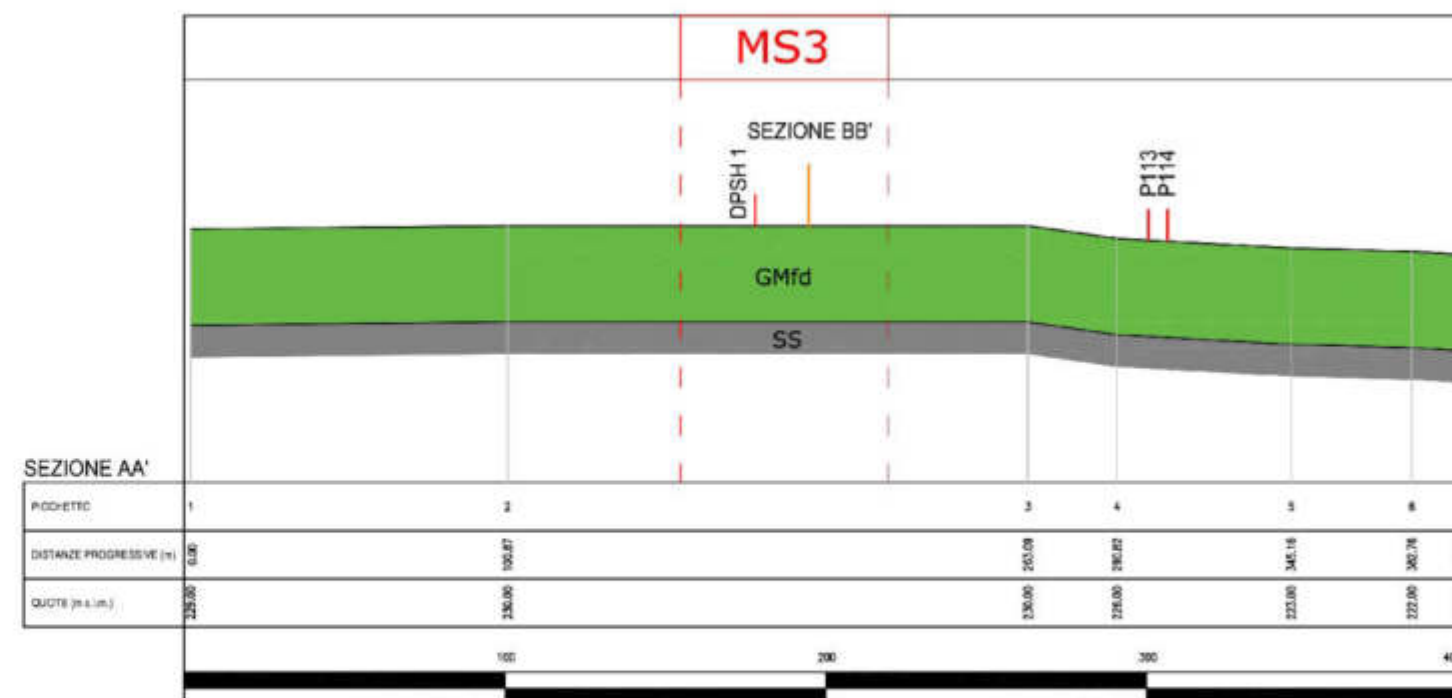 MS3
SEZIONE BB'
DPSH 1
P113
P114
GMfd
SS
SEZIONE AA'
PICCHETTO 1 2 3 4 5 6
DISTANZE PROGRESSIVE (m) 0.00 100.87 263.09 290.82 345.16 382.76
QUOTE (m s.l.m.) 229.00 230.00 230.00 226.00 223.00 222.00
100 200 300